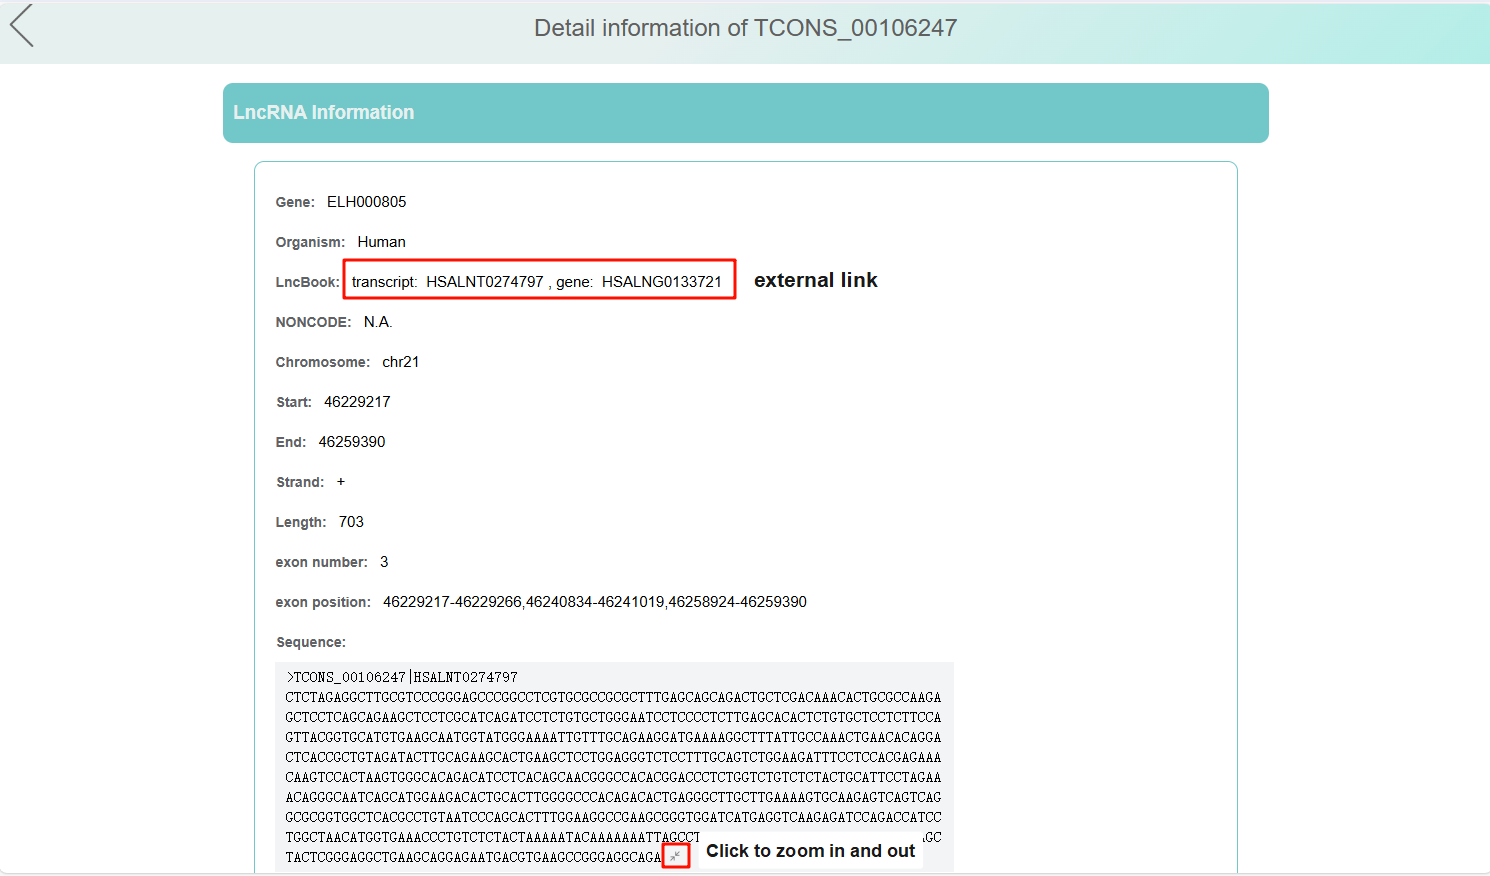 Detail information of TCONS_00106247
LncRNA Information
Gene: ELH000805
Organism: Human
LncBook: transcript: HSALNT0274797 , gene: HSALNG0133721 external link
NONCODE: N.A.
Chromosome: chr21
Start: 46229217
End: 46259390
Strand: +
Length: 703
exon number: 3
exon position: 46229217-46229266,46240834-46241019,46258924-46259390
Sequence:
>TCONS_00106247|HSALNT0274797
CTCTAGAGGCTTGCGTCCCGGGAGCCCGGCCTCGTGCGCCGCGCTTTGAGCAGCAGACTGCTCGACAAACACTGCGCCAAGA
GCTCCTCAGCAGAAGCTCCTCGCATCAGATCCTCTGTGCTGGGAATCCTCCCCTCTTGAGCACACTCTGTGCTCCTCTTCCA
GTTACGGTGCATGTGAAGCAATGGTATGGGAAAATTGTTTGCAGAAGGATGAAAAGGCTTTATTGCCAAACTGAACACAGGA
CTCACCGCTGTAGATACTTGCAGAAGCACTGAAGCTCCTGGAGGGTCTCCTTTGCAGTCTGGAAGATTTCCTCCACGAGAAA
CAAGTCCACTAAGTGGGCACAGACATCCTCACAGCAACGGGCCACACGGACCCTCTGGTCTGTCTCTACTGCATTCCTAGAA
ACAGGGCAATCAGCATGGAAGACACTGCACTTGGGGCCCACAGACACTGAGGGCTTGCTTGAAAAGTGCAAGAGTCAGTCAG
GCGCGGTGGCTCACGCCTGTAATCCCAGCACTTTGGAAGGCCGAAGCGGGTGGATCATGAGGTCAAGAGATCCAGACCATCC
TGGCTAACATGGTGAAACCCTGTCTCTACTAAAAATACAAAAAAATTAGCCT GC
TACTCGGGAGGCTGAAGCAGGAGAATGACGTGAAGCCGGGAGGCAGA Click to zoom in and out